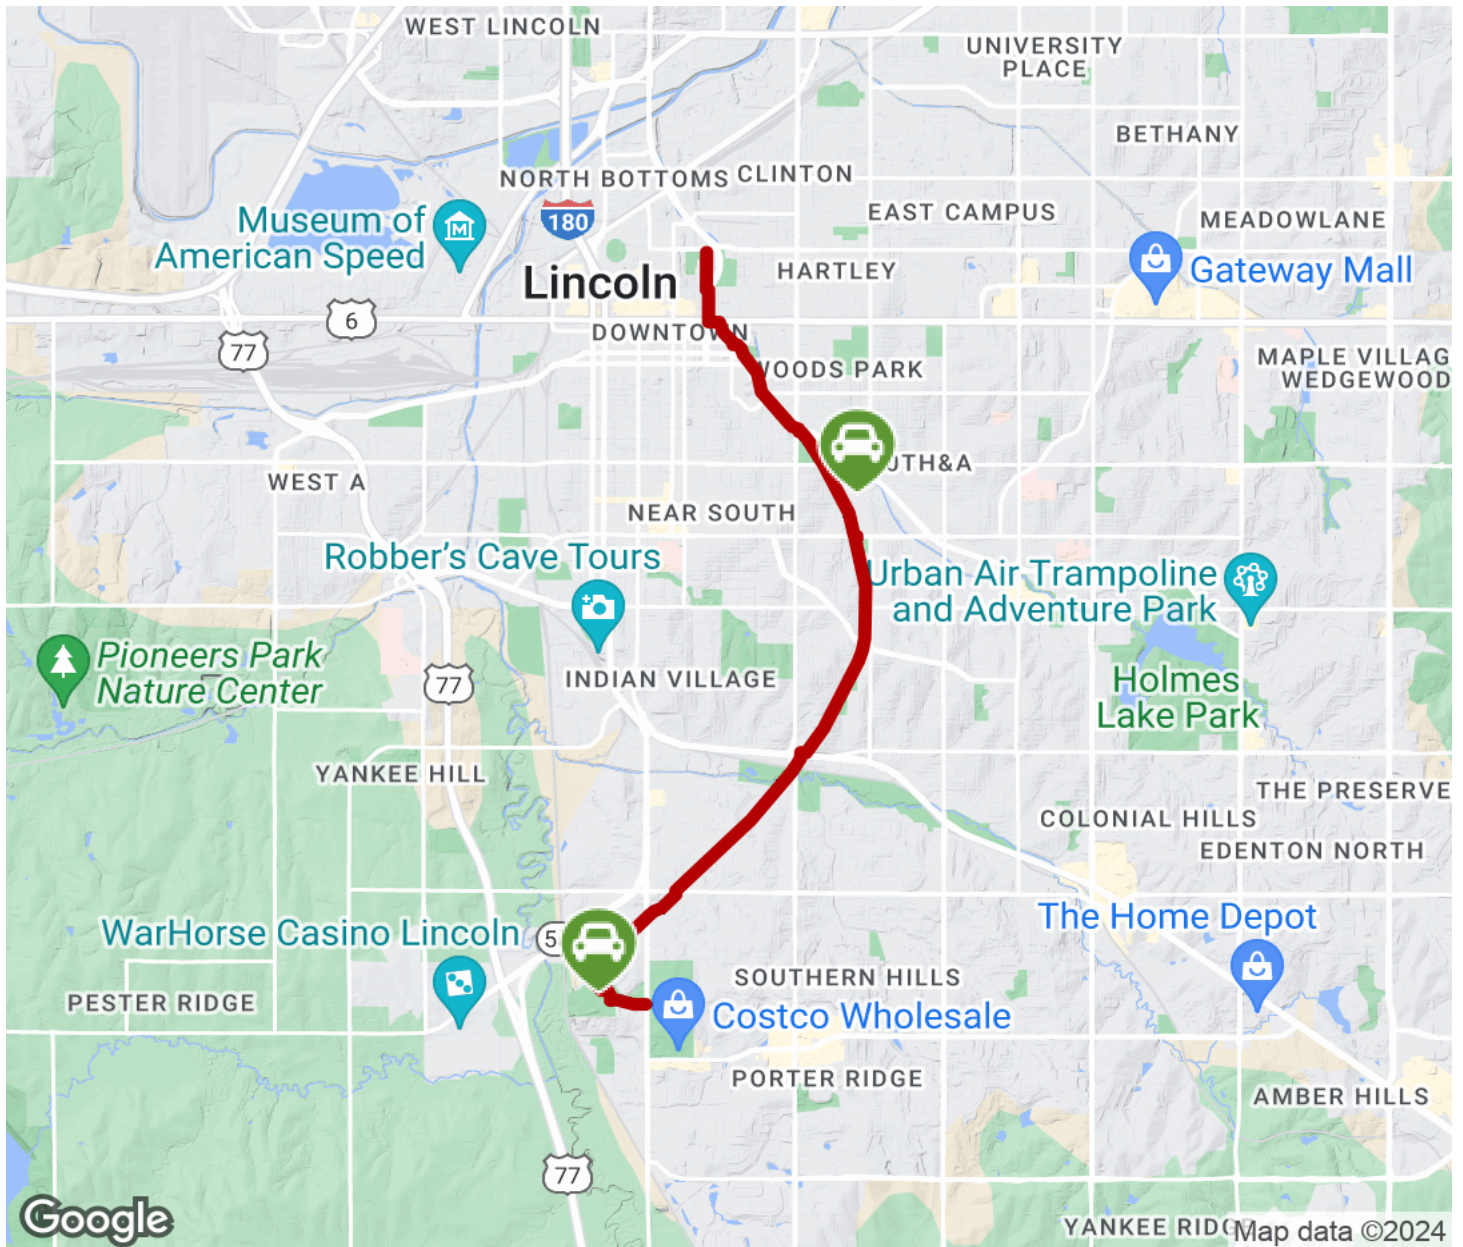 WEST LINCOLN
UNIVERSITY
PLACE
BETHANY
NORTH BOTTOMS
CLINTON
180
EAST CAMPUS
MEADOWLANE
Museum of
American Speed
Lincoln
HARTLEY
Gateway Mall
6
77
DOWNTOWN
WOODS PARK
MAPLE VILLAG
WEDGEWOOD
WEST A
UTH&A
NEAR SOUTH
Robber's Cave Tours
Urban Air Trampoline
and Adventure Park
Pioneers Park
Nature Center
77
INDIAN VILLAGE
Holmes
Lake Park
YANKEE HILL
THE PRESERVE
COLONIAL HILLS
EDENTON NORTH
WarHorse Casino Lincoln
5
The Home Depot
PESTER RIDGE
SOUTHERN HILLS
Costco Wholesale
PORTER RIDGE
AMBER HILLS
77
Google
YANKEE RIDG
Map data ©2024